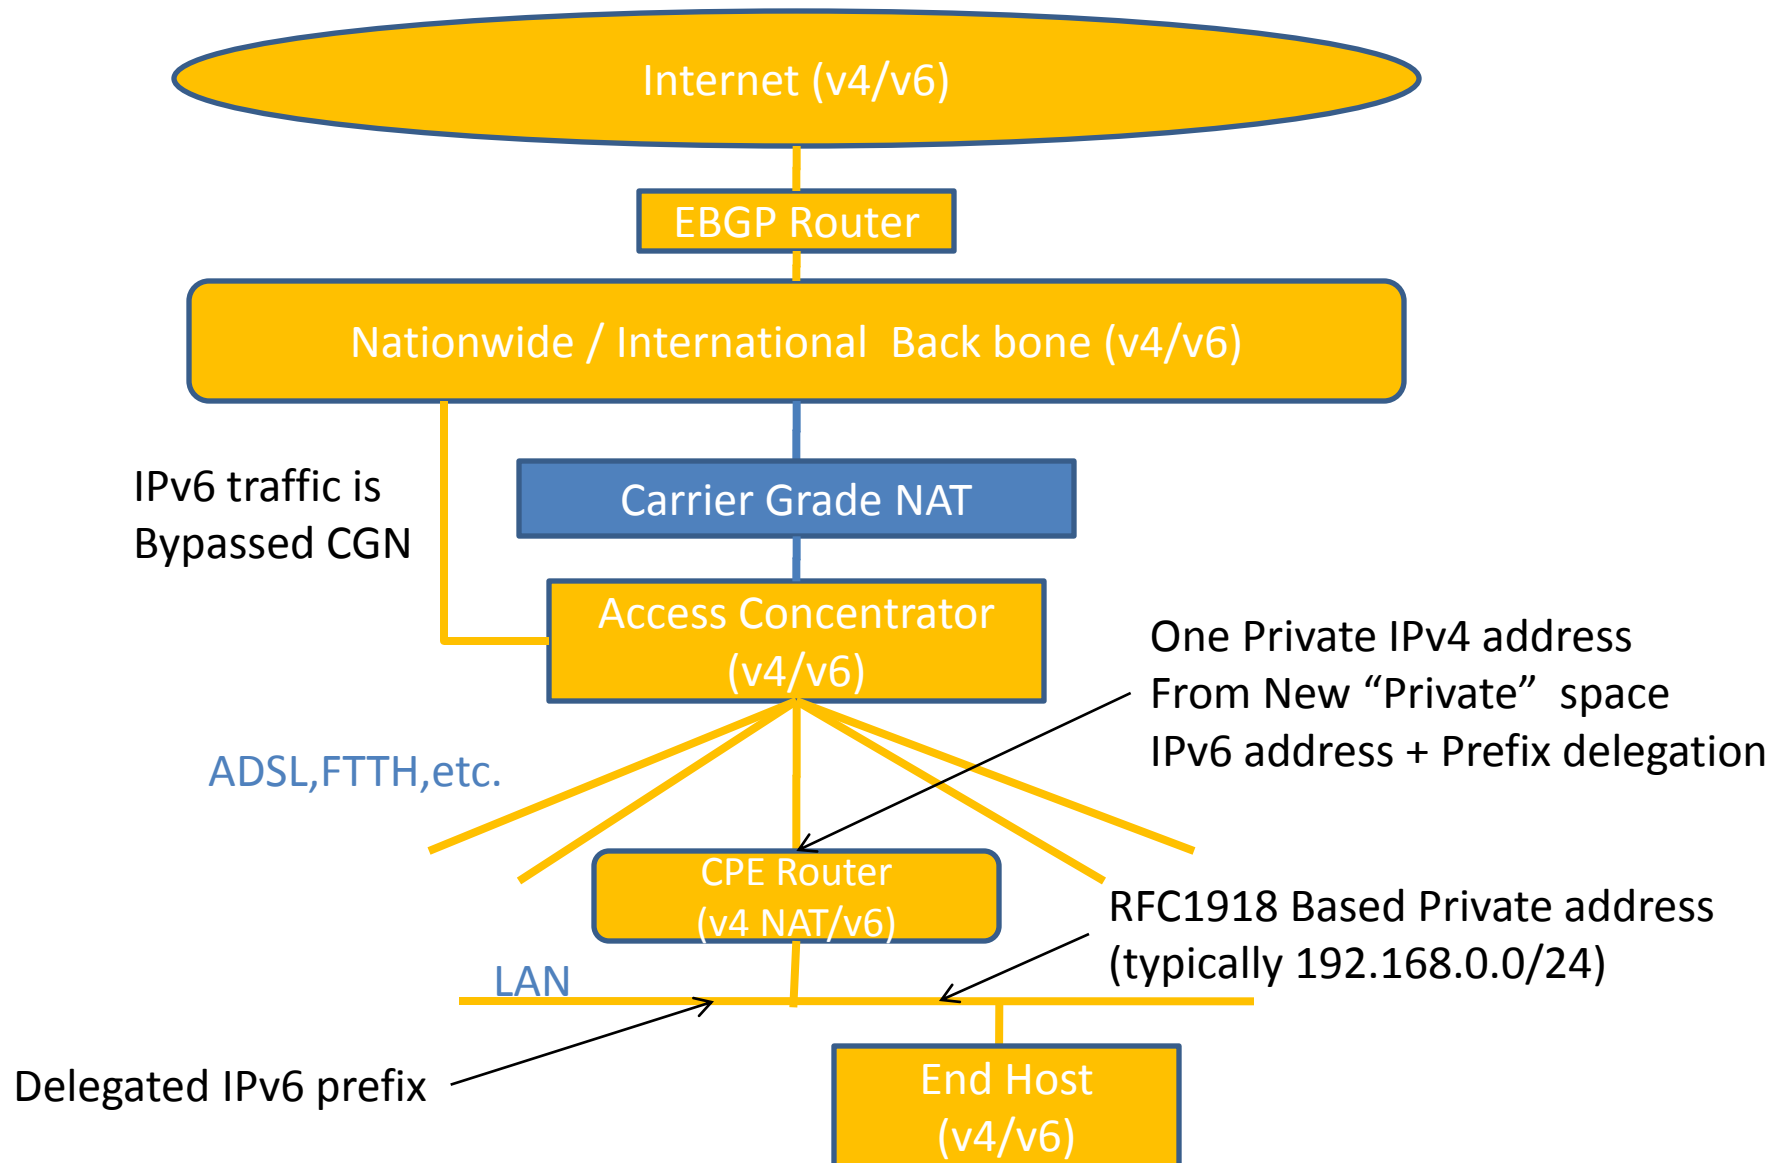 Internet (v4/v6)
EBGP Router
Nationwide / International  Back bone (v4/v6)
IPv6 traffic is
Bypassed CGN
Carrier Grade NAT
Access Concentrator
(v4/v6)
One Private IPv4 address
From New “Private”  space
IPv6 address + Prefix delegation
ADSL,FTTH,etc.
CPE Router
(v4 NAT/v6)
RFC1918 Based Private address
(typically 192.168.0.0/24)
LAN
Delegated IPv6 prefix
End Host
(v4/v6)